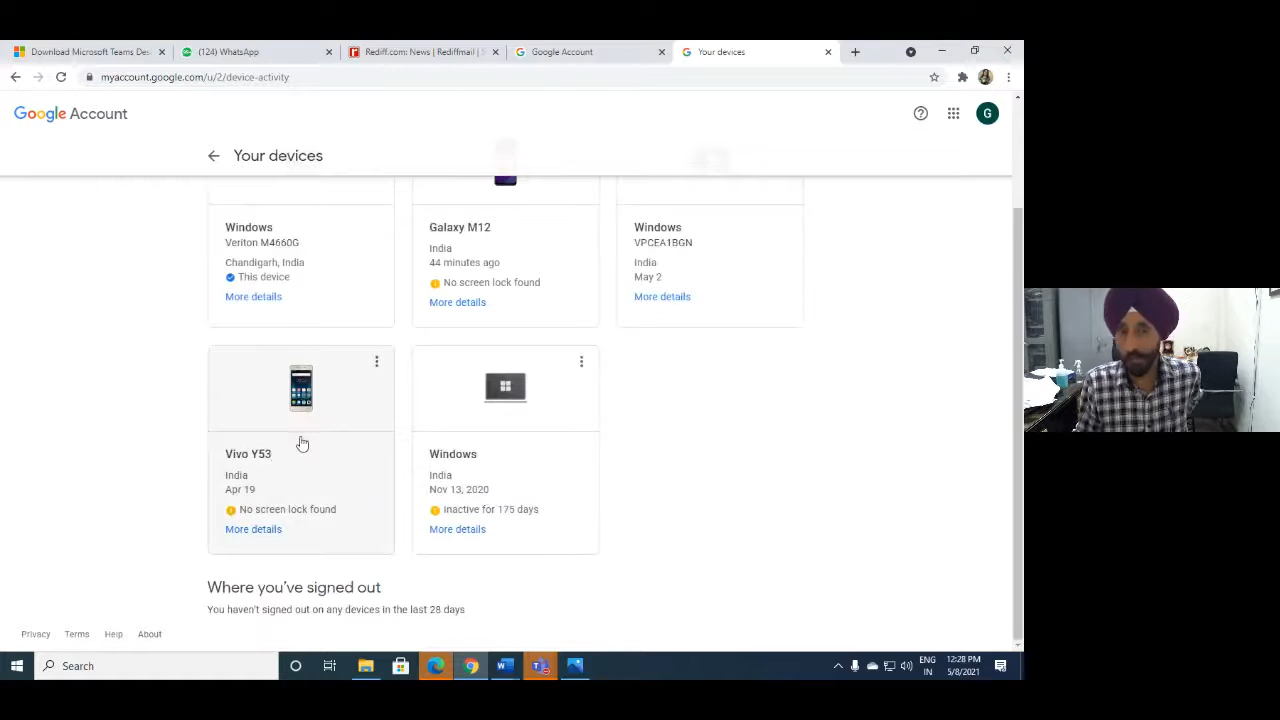 Download Microsoft Teams Des
(124) WhatsApp
Rediff.com: News | Rediffmail | S
Google Account
Your devices
myaccount.google.com/u/2/device-activity
Google Account
G
Your devices
Windows
Veriton M4660G
Chandigarh, India
This device
More details
Galaxy M12
India
44 minutes ago
No screen lock found
More details
Windows
VPCEA1BGN
India
May 2
More details
Vivo Y53
India
Apr 19
No screen lock found
More details
Windows
India
Nov 13, 2020
Inactive for 175 days
More details
Where you've signed out
You haven't signed out on any devices in the last 28 days
Privacy Terms Help About
Search
ENG
IN
12:28 PM
5/8/2021